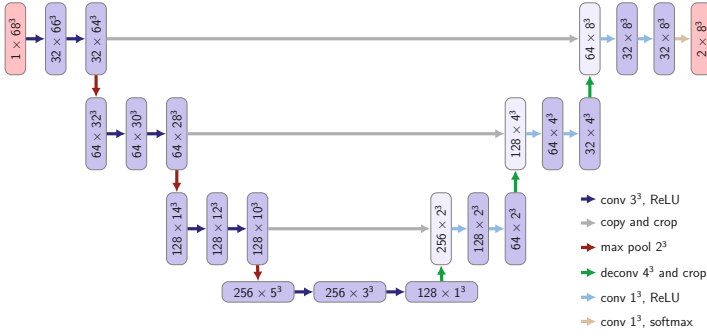 1 × 68³
32 × 66³
32 × 64³
64 × 8³
32 × 8³
32 × 8³
2 × 8³
64 × 32³
64 × 30³
64 × 28³
128 × 4³
64 × 4³
32 × 4³
128 × 14³
128 × 12³
128 × 10³
256 × 2³
128 × 2³
64 × 2³
256 × 5³
256 × 3³
128 × 1³
conv 3³, ReLU
copy and crop
max pool 2³
deconv 4³ and crop
conv 1³, ReLU
conv 1³, softmax